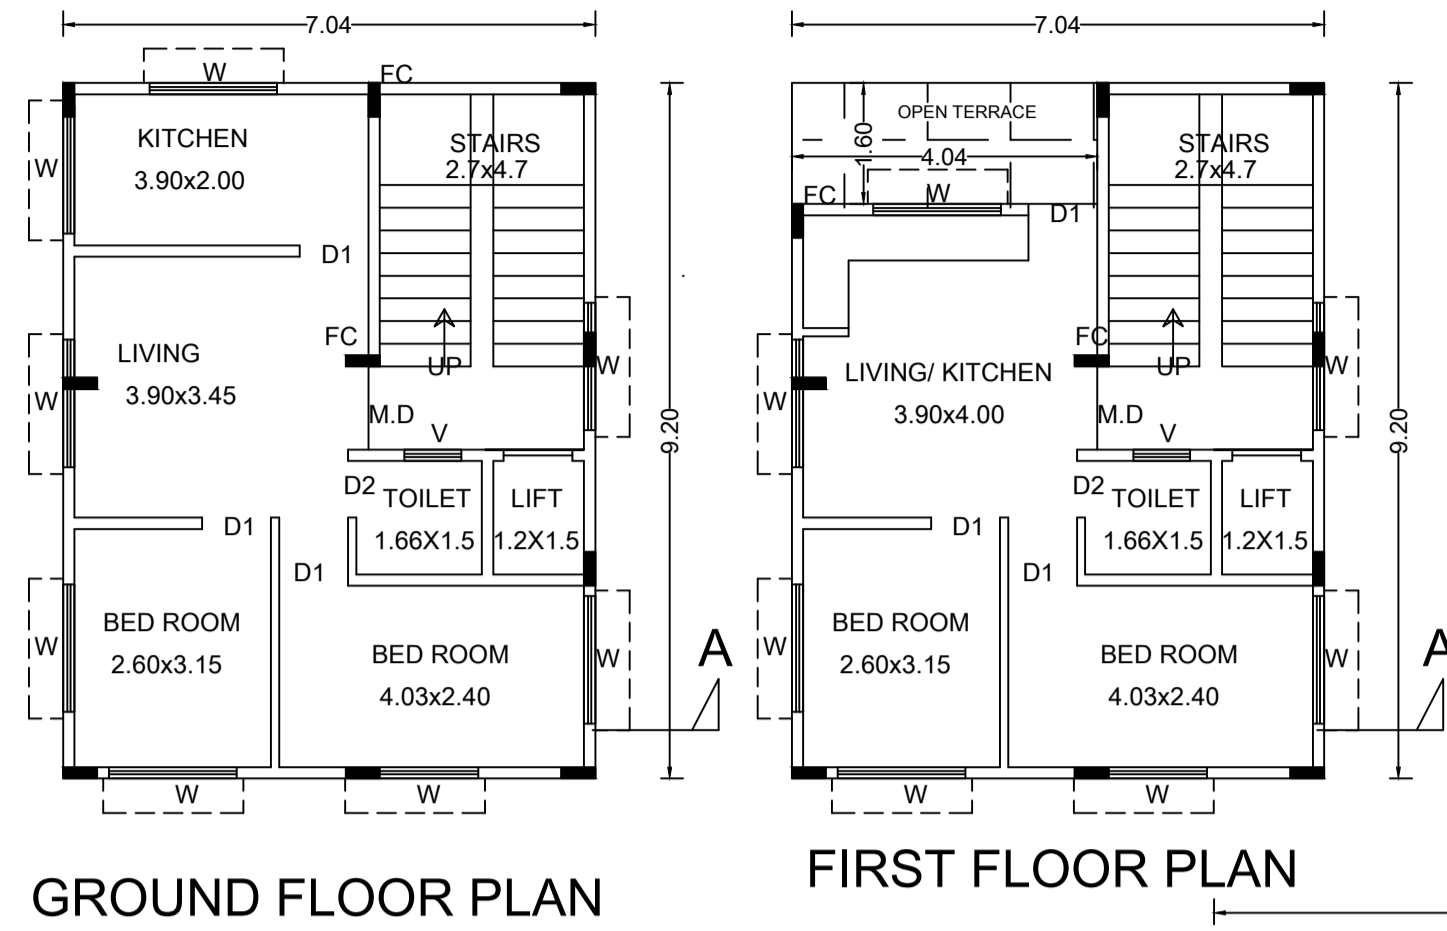 7.04
W
FC
KITCHEN
3.90x2.00
STAIRS
2.7x4.7
W
D1
FC
LIVING
3.90x3.45
UP
W
W
M.D
V
9.20
D2
TOILET
LIFT
1.66X1.5
1.2X1.5
D1
D1
BED ROOM
2.60x3.15
BED ROOM
4.03x2.40
W
W
A
W
W
GROUND FLOOR PLAN
7.04
OPEN TERRACE
1.60
4.04
STAIRS
2.7x4.7
FC
W
D1
FC
LIVING/ KITCHEN
3.90x4.00
UP
W
W
M.D
V
9.20
D2
TOILET
LIFT
1.66X1.5
1.2X1.5
D1
D1
BED ROOM
2.60x3.15
BED ROOM
4.03x2.40
W
W
A
W
W
FIRST FLOOR PLAN